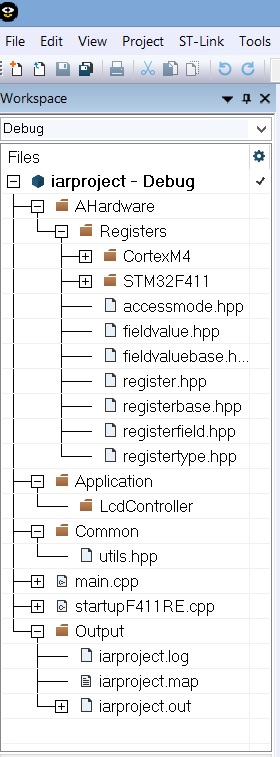 File Edit View Project ST-Link Tools
Workspace
Debug
Files
iarproject - Debug
AHardware
Registers
CortexM4
STM32F411
accessmode.hpp
fieldvalue.hpp
fieldvaluebase.h...
register.hpp
registerbase.hpp
registerfield.hpp
registertype.hpp
Application
LcdController
Common
utils.hpp
main.cpp
startupF411RE.cpp
Output
iarproject.log
iarproject.map
iarproject.out